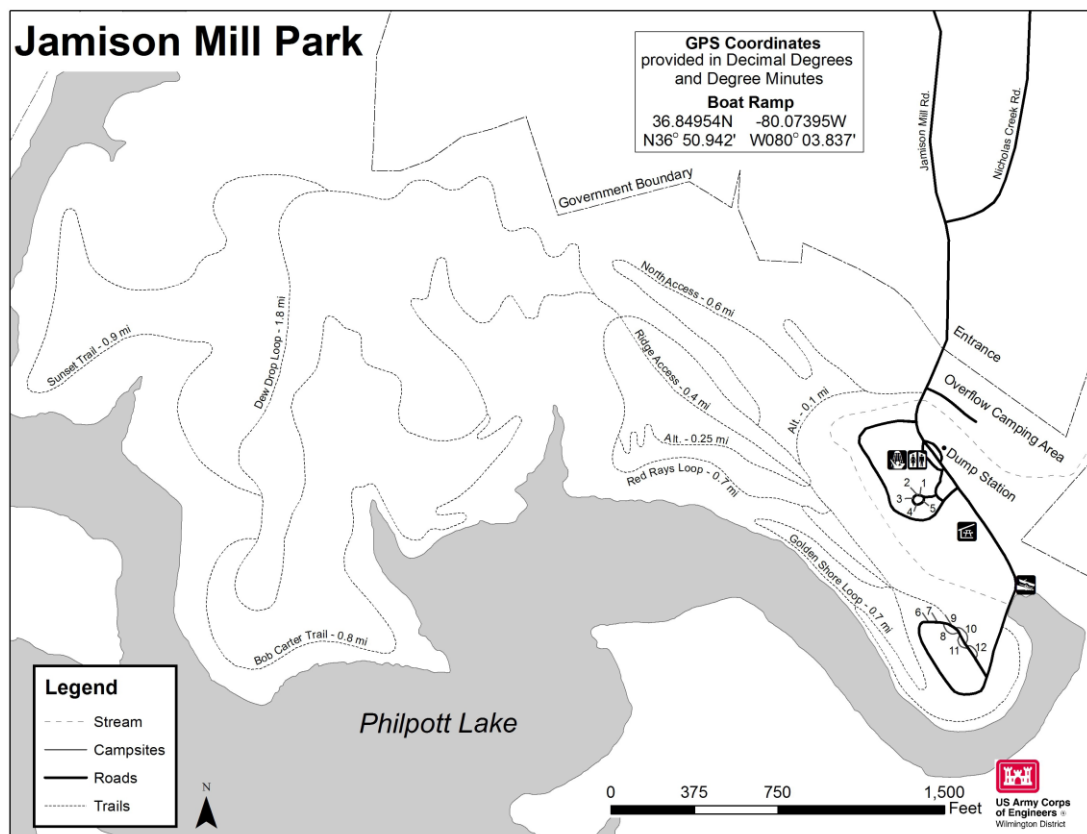 Jamison Mill Park
GPS Coordinates
provided in Decimal Degrees
and Degree Minutes
Boat Ramp
36.84954N -80.07395W
N36° 50.942' W080° 03.837'
Jamison Mill Rd.
Nicholas Creek Rd.
Government Boundary
North Access - 0.6 mi
Ridge Access - 0.4 mi
Alt. - 0.1 mi
Entrance
Overflow Camping Area
Dump Station
Sunset Trail - 0.9 mi
Dew Drop Loop - 1.8 mi
Alt. - 0.25 mi
Red Rays Loop - 0.7 mi
Golden Shore Loop - 0.7 mi
Bob Carter Trail - 0.8 mi
2 1
3
4 5
6 7 9
8 10
11 12
Philpott Lake
Legend
Stream
Campsites
Roads
Trails
N
0 375 750 1,500
Feet
US Army Corps
of Engineers ®
Wilmington District